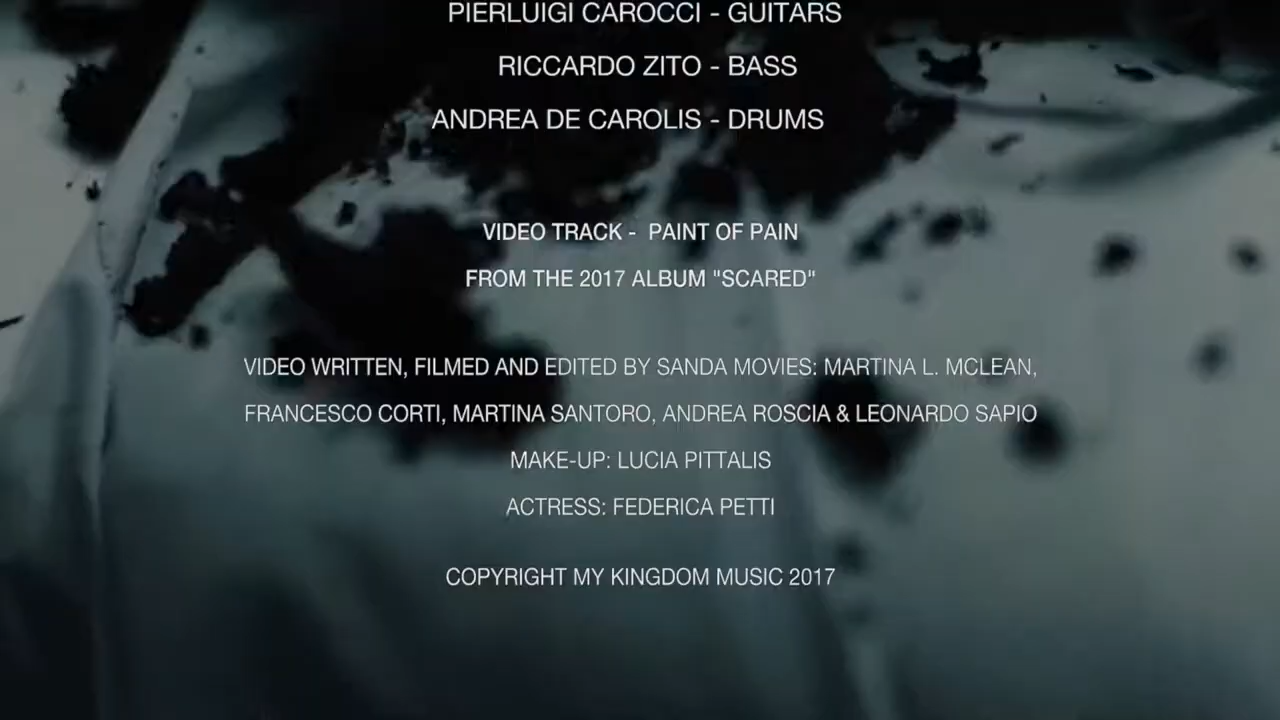 PIERLUIGI CAROCCI - GUITARS
RICCARDO ZITO - BASS
ANDREA DE CAROLIS - DRUMS
VIDEO TRACK - PAINT OF PAIN
FROM THE 2017 ALBUM "SCARED"
VIDEO WRITTEN, FILMED AND EDITED BY SANDA MOVIES: MARTINA L. MCLEAN,
FRANCESCO CORTI, MARTINA SANTORO, ANDREA ROSCIA & LEONARDO SAPIO
MAKE-UP: LUCIA PITTALIS
ACTRESS: FEDERICA PETTI
COPYRIGHT MY KINGDOM MUSIC 2017